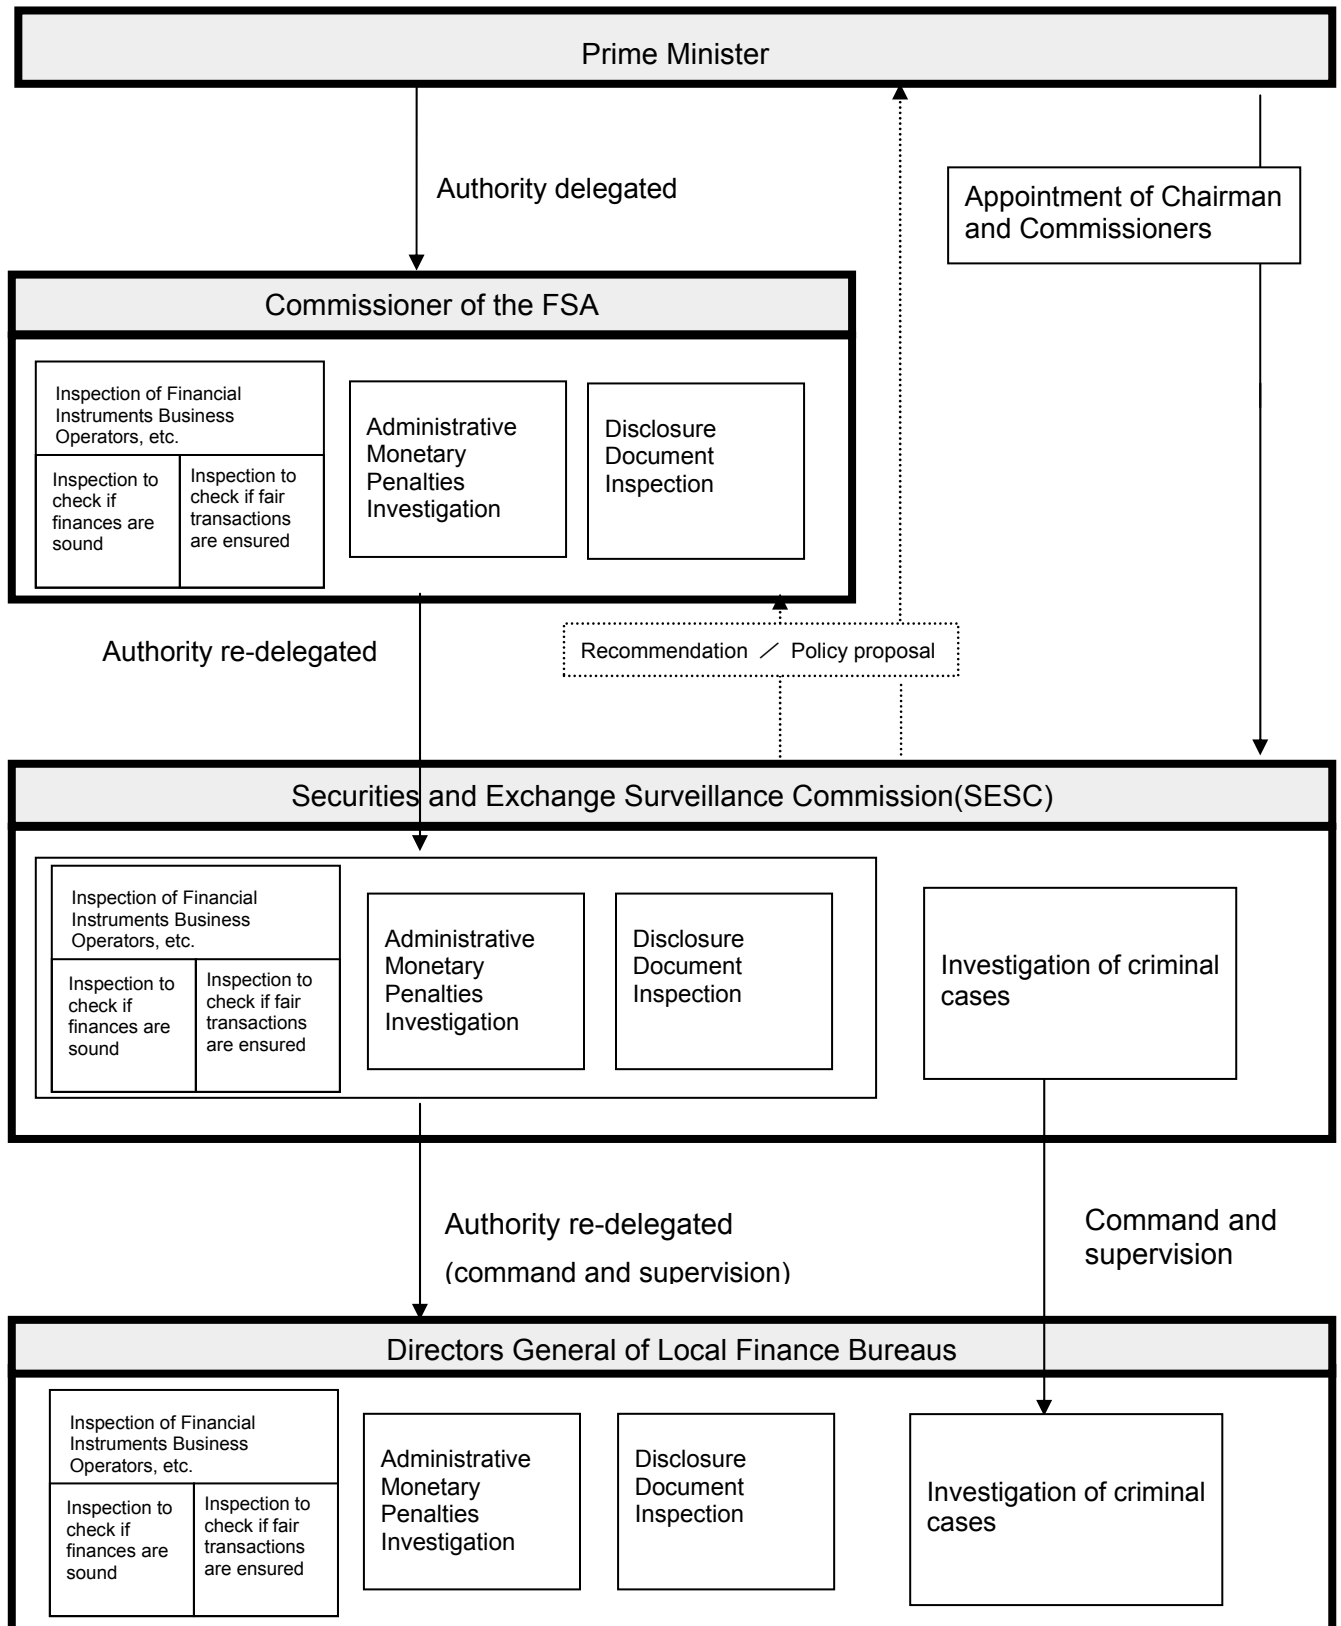 Prime Minister
Authority delegated
Appointment of Chairman
and Commissioners
Commissioner of the FSA
Inspection of Financial
Instruments Business
Operators, etc.
Inspection to
check if
finances are
sound
Inspection to
check if fair
transactions
are ensured
Administrative
Monetary
Penalties
Investigation
Disclosure
Document
Inspection
Authority re-delegated
Recommendation ／ Policy proposal
Securities and Exchange Surveillance Commission(SESC)
Inspection of Financial
Instruments Business
Operators, etc.
Inspection to
check if
finances are
sound
Inspection to
check if fair
transactions
are ensured
Administrative
Monetary
Penalties
Investigation
Disclosure
Document
Inspection
Investigation of criminal
cases
Authority re-delegated
(command and supervision)
Command and
supervision
Directors General of Local Finance Bureaus
Inspection of Financial
Instruments Business
Operators, etc.
Inspection to
check if
finances are
sound
Inspection to
check if fair
transactions
are ensured
Administrative
Monetary
Penalties
Investigation
Disclosure
Document
Inspection
Investigation of criminal
cases